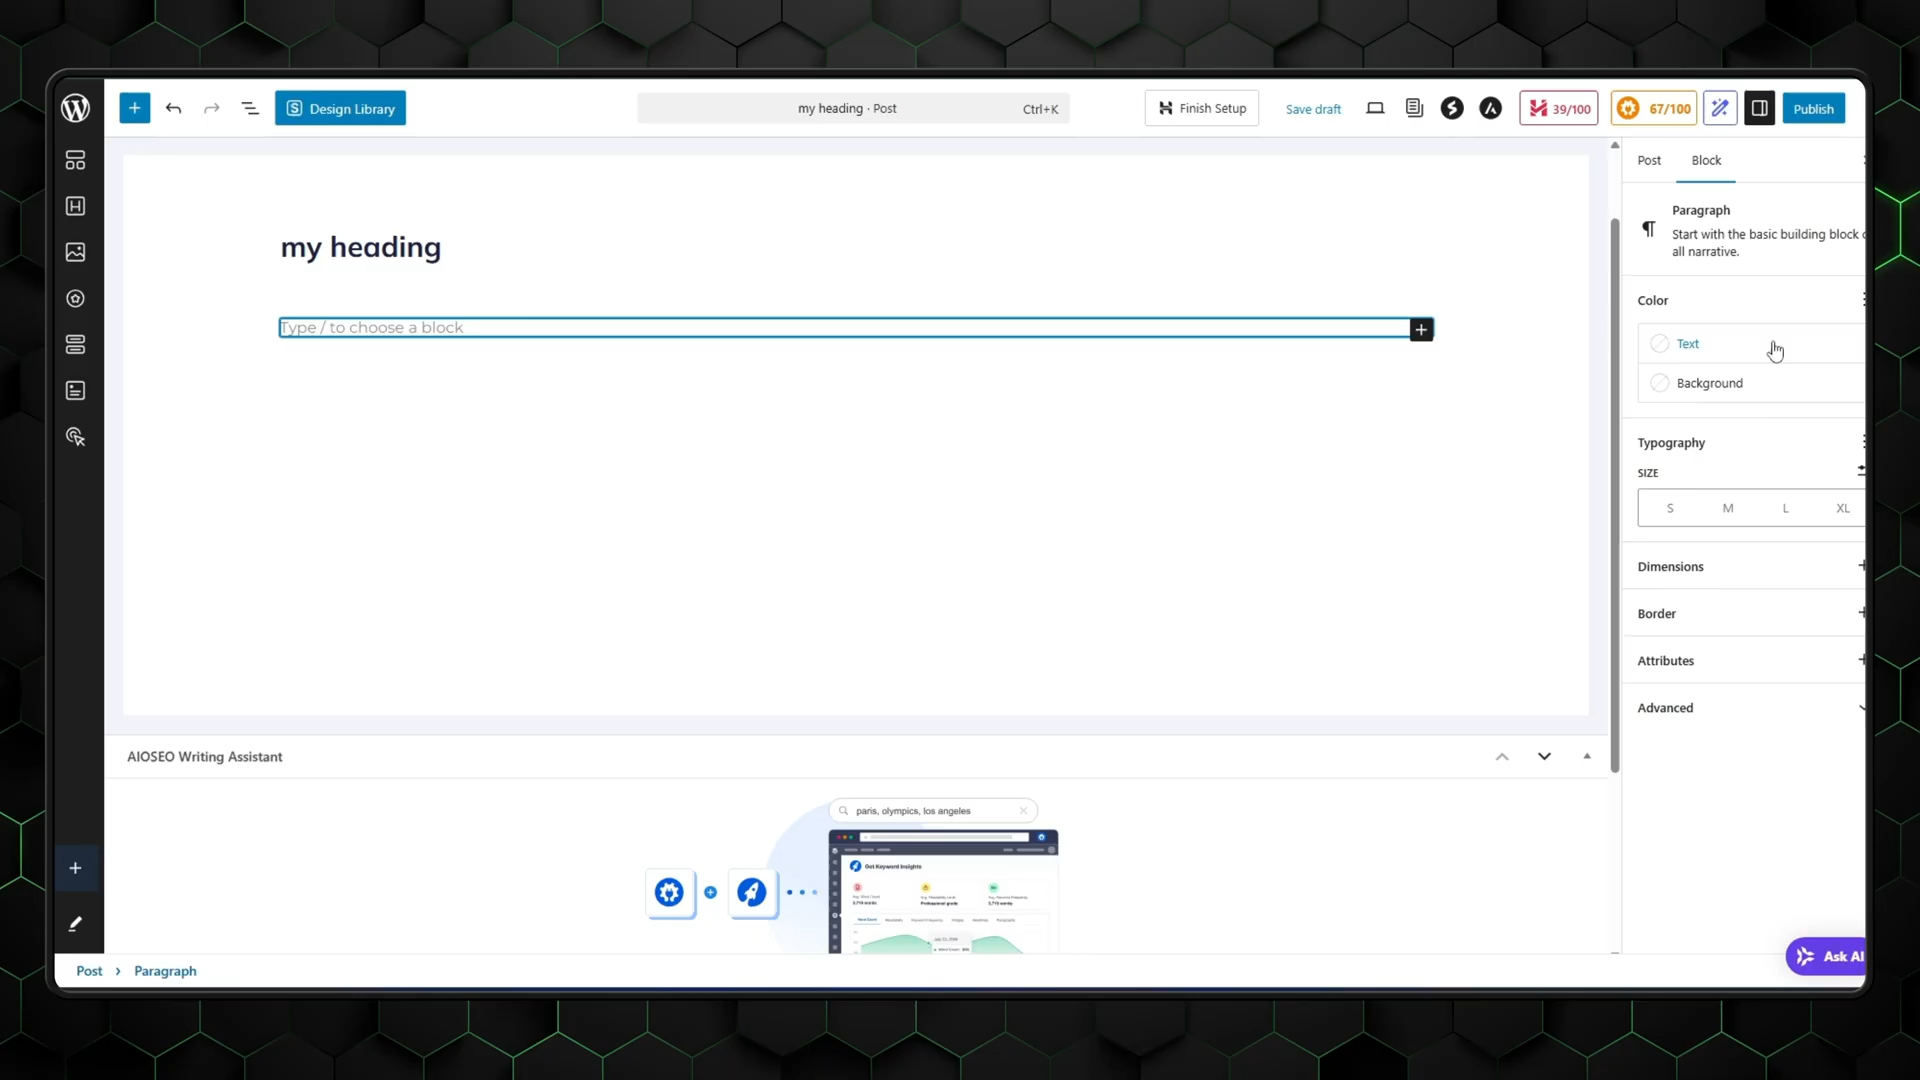 Design Library
my heading · Post Ctrl+K
Finish Setup
Save draft
39/100
67/100
Publish
Post Block
my heading
Type / to choose a block
Paragraph
Start with the basic building block
all narrative.
Color
Text
Background
Typography
SIZE
S M L XL
Dimensions
Border
Attributes
Advanced
AIOSEO Writing Assistant
paris, olympics, los angeles
Get Keyword Insights
Ask AI
Post › Paragraph